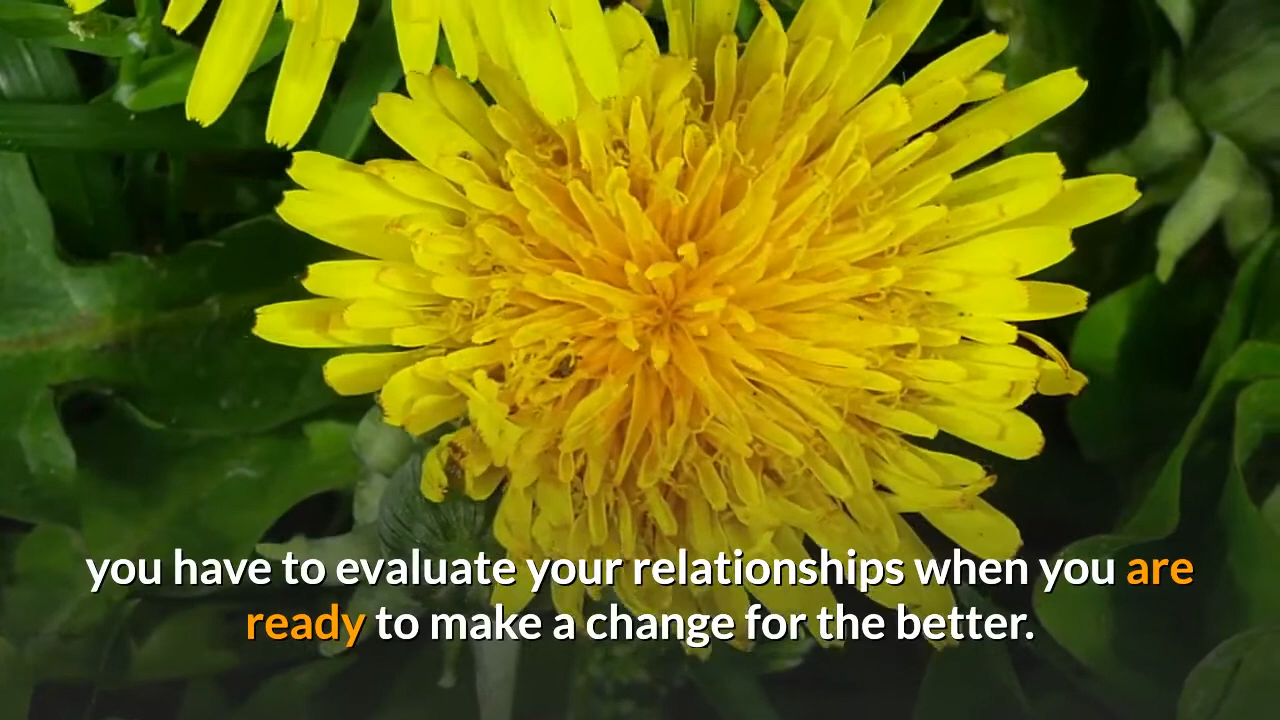 you have to evaluate your relationships when you are
ready to make a change for the better.